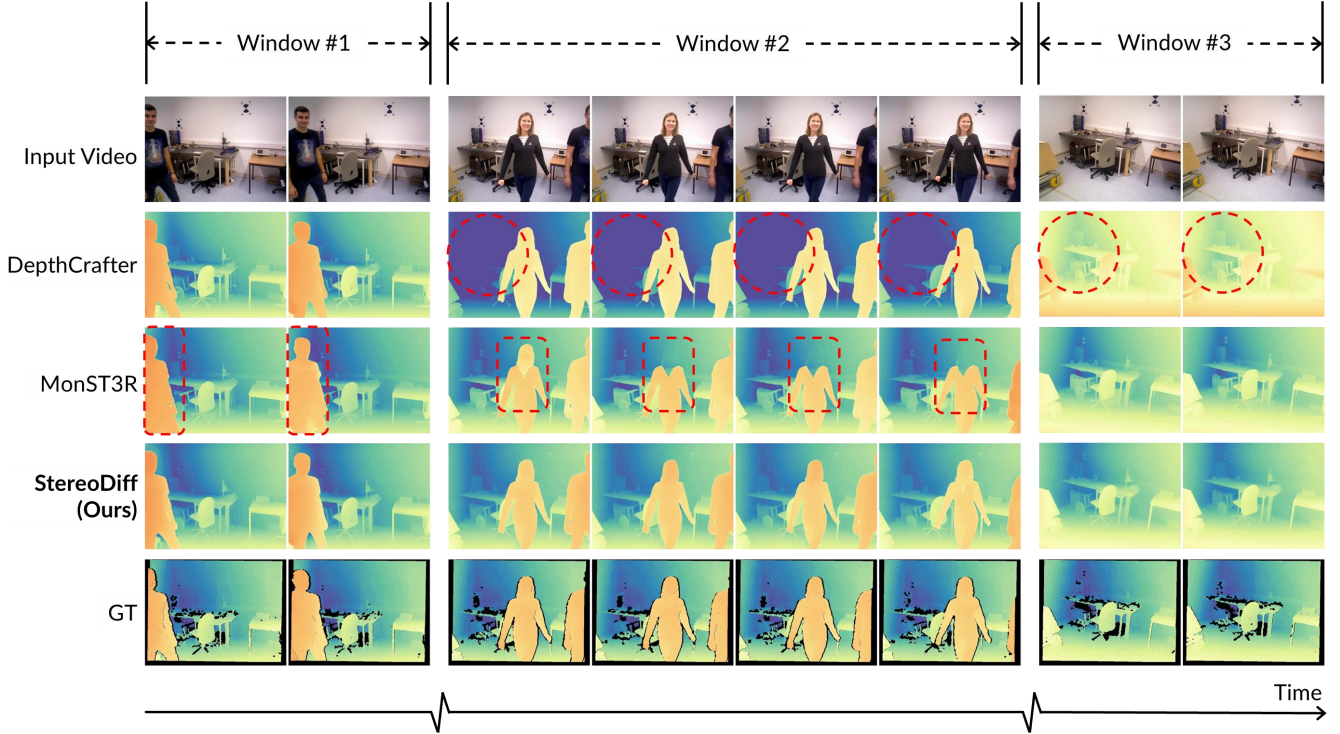 Window #1
Window #2
Window #3
Input Video
DepthCrafter
MonST3R
StereoDiff
(Ours)
GT
Time